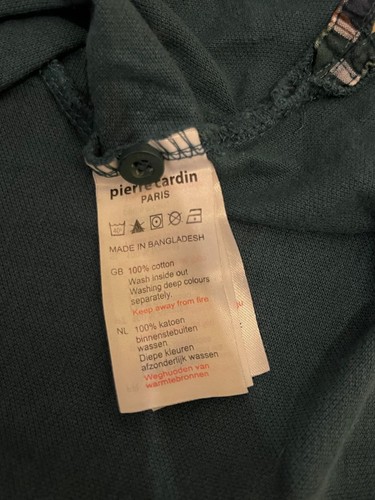 pierre cardin
PARIS
MADE IN BANGLADESH
GB 100% cotton
Wash inside out
Washing deep colours
separately.
Keep away from fire
NL 100% katoen
binnenstebuiten
wassen
Diepe kleuren
afzonderlijk wassen
Weghouden van
warmtebronnen